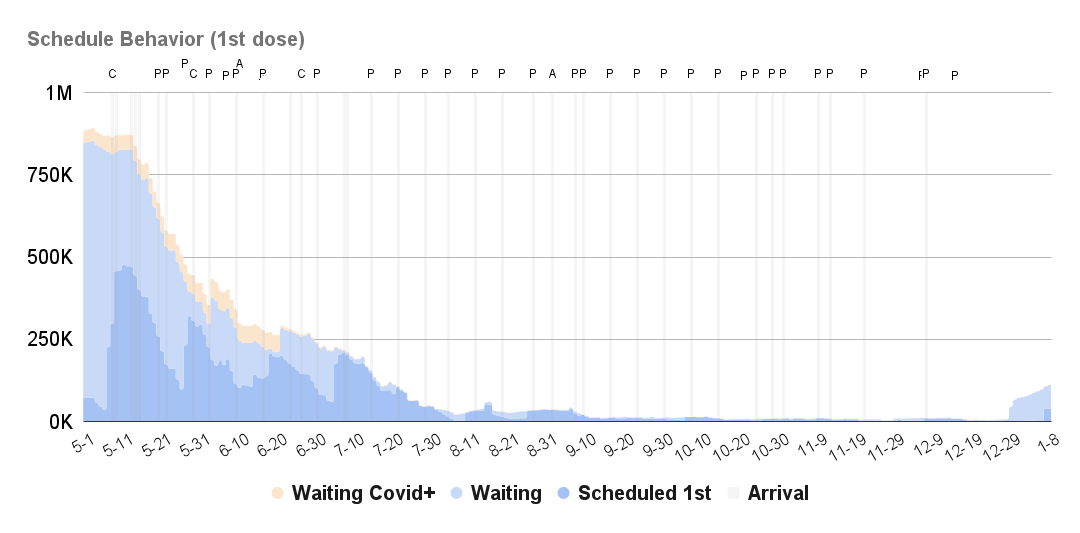 Schedule Behavior (1st dose)
C P P P C P P P A P C P P P P P P P P A P P P P P P P P P P P P P P P P
1M
750K
500K
250K
0K
5-1 5-11 5-21 5-31 6-10 6-20 6-30 7-10 7-20 7-30 8-11 8-21 8-31 9-10 9-20 9-30 10-10 10-20 10-30 11-9 11-19 11-29 12-9 12-19 12-29 1-8
Waiting Covid+ Waiting Scheduled 1st Arrival